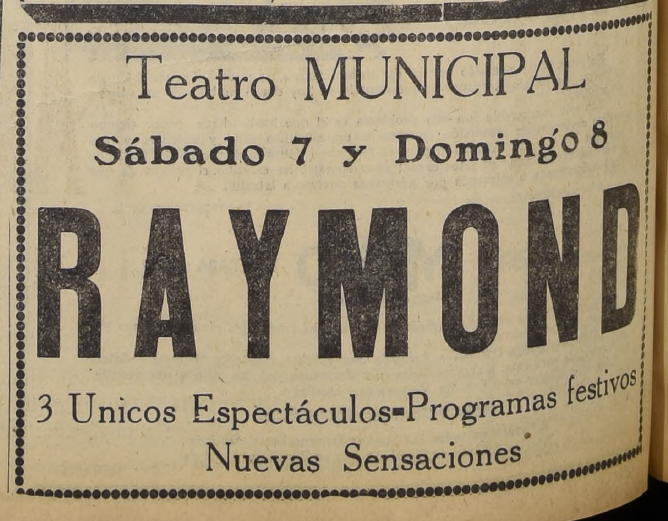 Teatro MUNICIPAL
Sábado 7 y Domingo 8
RAYMOND
3 Unicos Espectáculos=Programas festivos
Nuevas Sensaciones